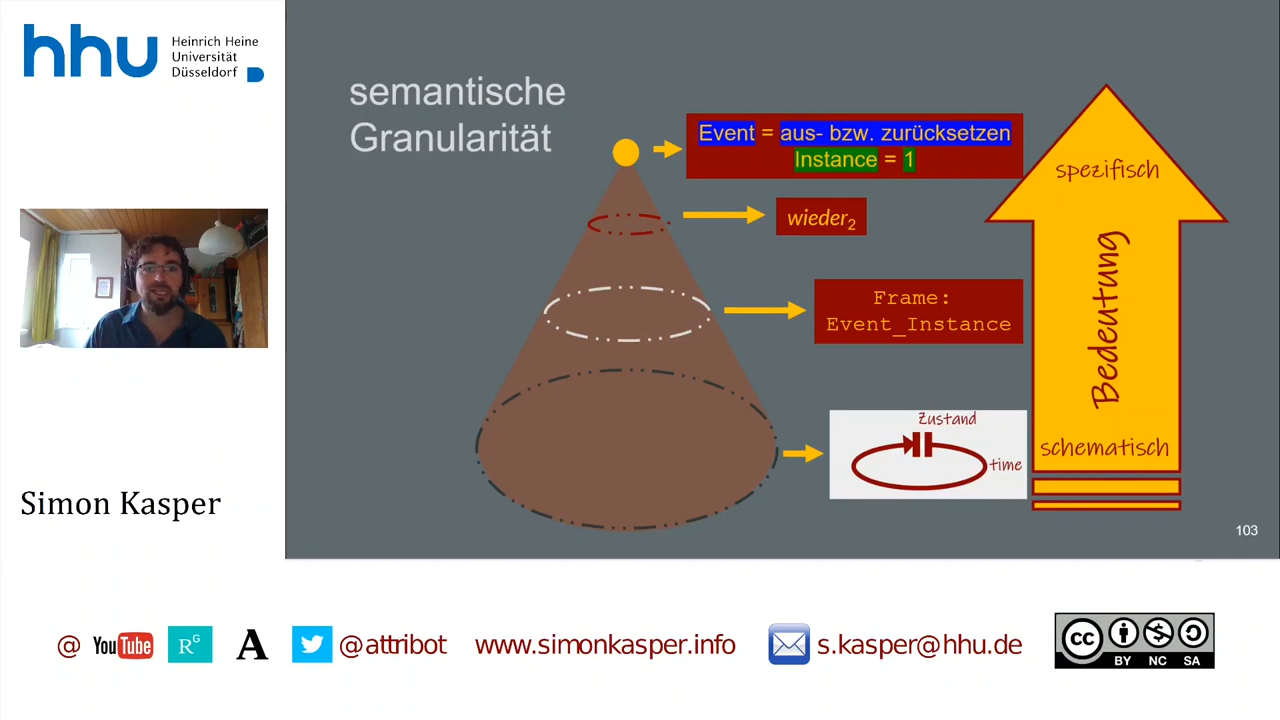 hhu
Heinrich Heine
Universität
Düsseldorf
semantische
Granularität
Event = aus- bzw. zurücksetzen
Instance = 1
wieder₂
Frame:
Event_Instance
Zustand
time
spezifisch
Bedeutung
schematisch
103
Simon Kasper
@ YouTube RG A @attribot www.simonkasper.info s.kasper@hhu.de
cc
BY NC SA